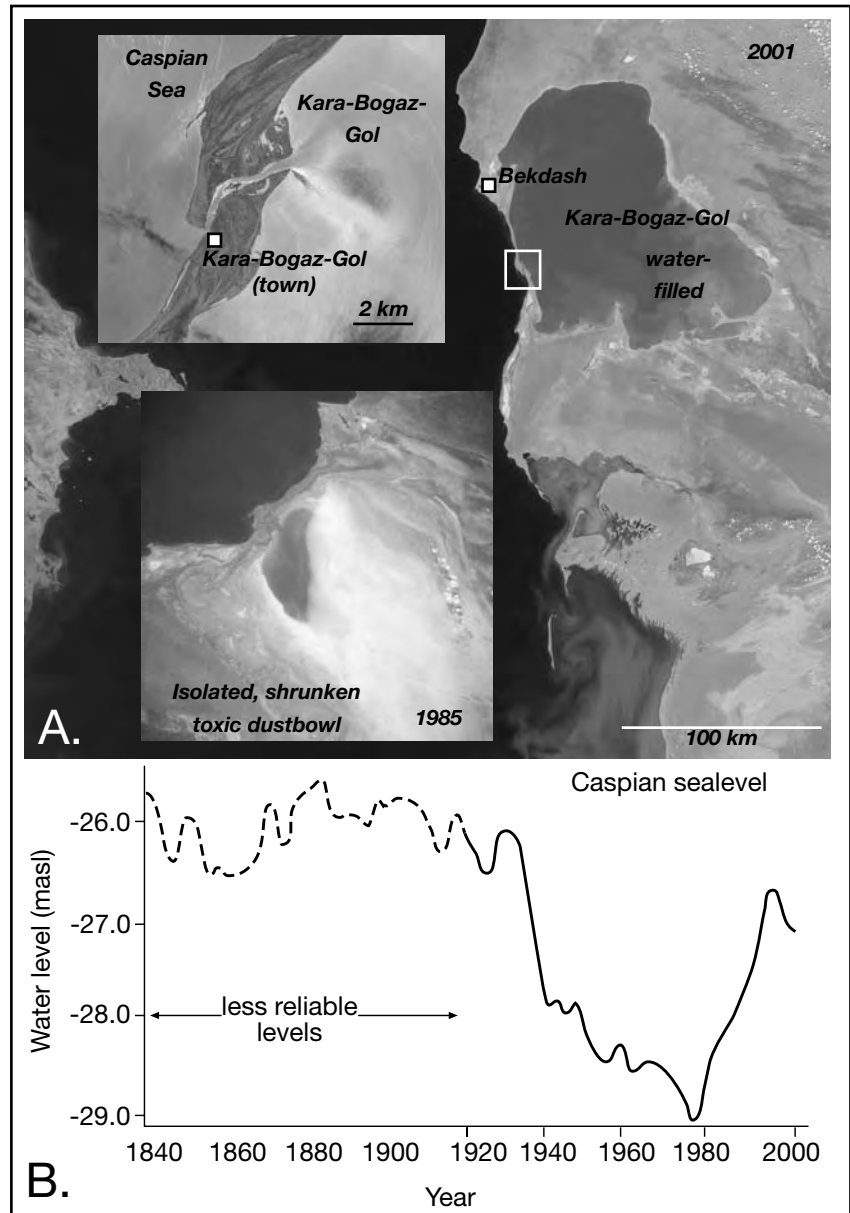 Caspian
Sea
Kara-Bogaz-
Gol
Kara-Bogaz-Gol
(town)
2 km
2001
Bekdash
Kara-Bogaz-Gol
water-
filled
Isolated, shrunken
toxic dustbowl
1985
100 km
A.
Caspian sealevel
Water level (masl)
-26.0
-27.0
-28.0
-29.0
less reliable
levels
1840 1860 1880 1900 1920 1940 1960 1980 2000
Year
B.